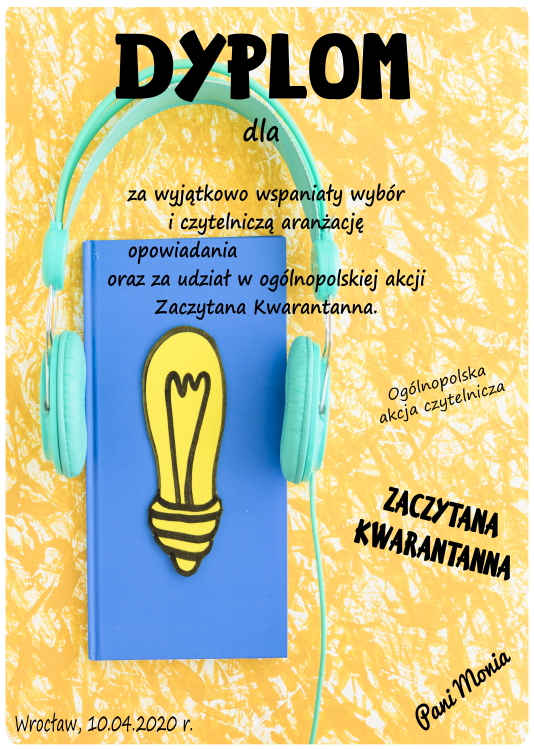 DYPLOM
dla
za wyjątkowo wspaniały wybór
i czytelniczą aranżację
opowiadania
oraz za udział w ogólnopolskiej akcji
Zaczytana Kwarantanna.
Ogólnopolska
akcja czytelnicza
ZACZYTANA
KWARANTANNA
Pani Monia
Wrocław, 10.04.2020 r.